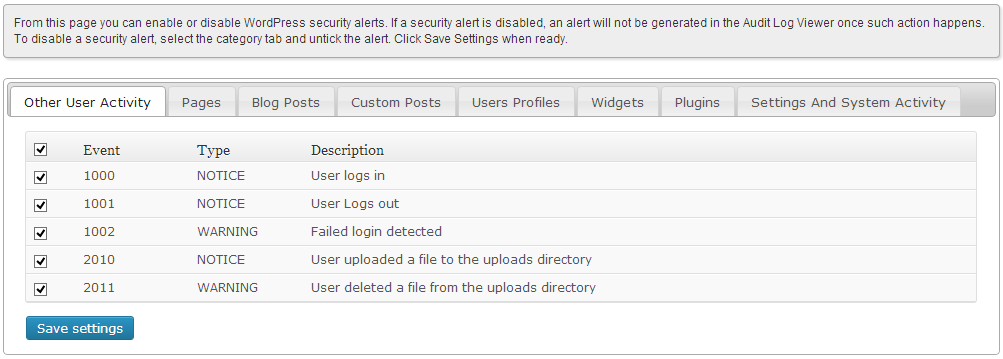 From this page you can enable or disable WordPress security alerts. If a security alert is disabled, an alert will not be generated in the Audit Log Viewer once such action happens.
To disable a security alert, select the category tab and untick the alert. Click Save Settings when ready.
Other User Activity Pages Blog Posts Custom Posts Users Profiles Widgets Plugins Settings And System Activity
Event Type Description
1000 NOTICE User logs in
1001 NOTICE User Logs out
1002 WARNING Failed login detected
2010 NOTICE User uploaded a file to the uploads directory
2011 WARNING User deleted a file from the uploads directory
Save settings